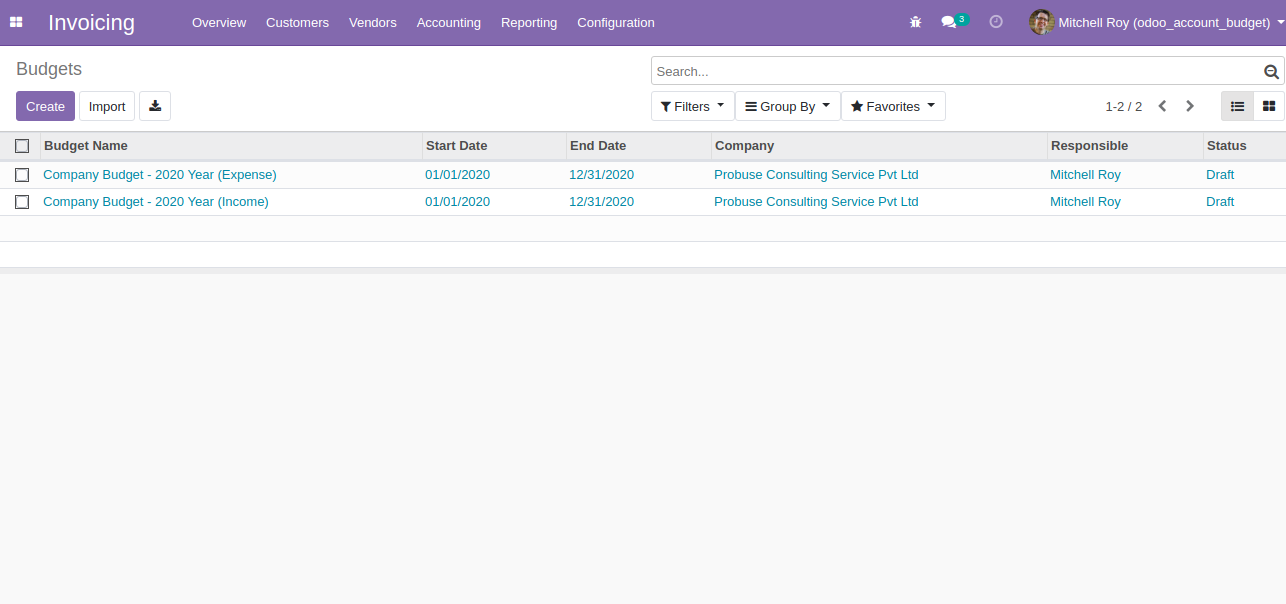 Invoicing Overview Customers Vendors Accounting Reporting Configuration 3 Mitchell Roy (odoo_account_budget)
Budgets Search...
Create Import Filters Group By Favorites 1-2 / 2
Budget Name Start Date End Date Company Responsible Status
Company Budget - 2020 Year (Expense) 01/01/2020 12/31/2020 Probuse Consulting Service Pvt Ltd Mitchell Roy Draft
Company Budget - 2020 Year (Income) 01/01/2020 12/31/2020 Probuse Consulting Service Pvt Ltd Mitchell Roy Draft